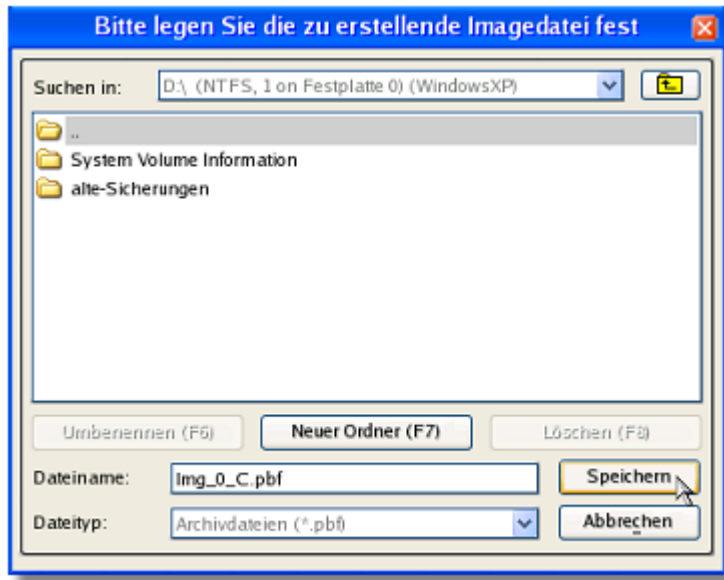 Bitte legen Sie die zu erstellende Imagedatei fest
Suchen in: D:\ (NTFS, 1 on Festplatte 0) (WindowsXP)
..
System Volume Information
alte-Sicherungen
Umbenennen (F6) Neuer Ordner (F7) Löschen (F8)
Dateiname: Img_0_C.pbf Speichern
Dateityp: Archivdateien (*.pbf) Abbrechen